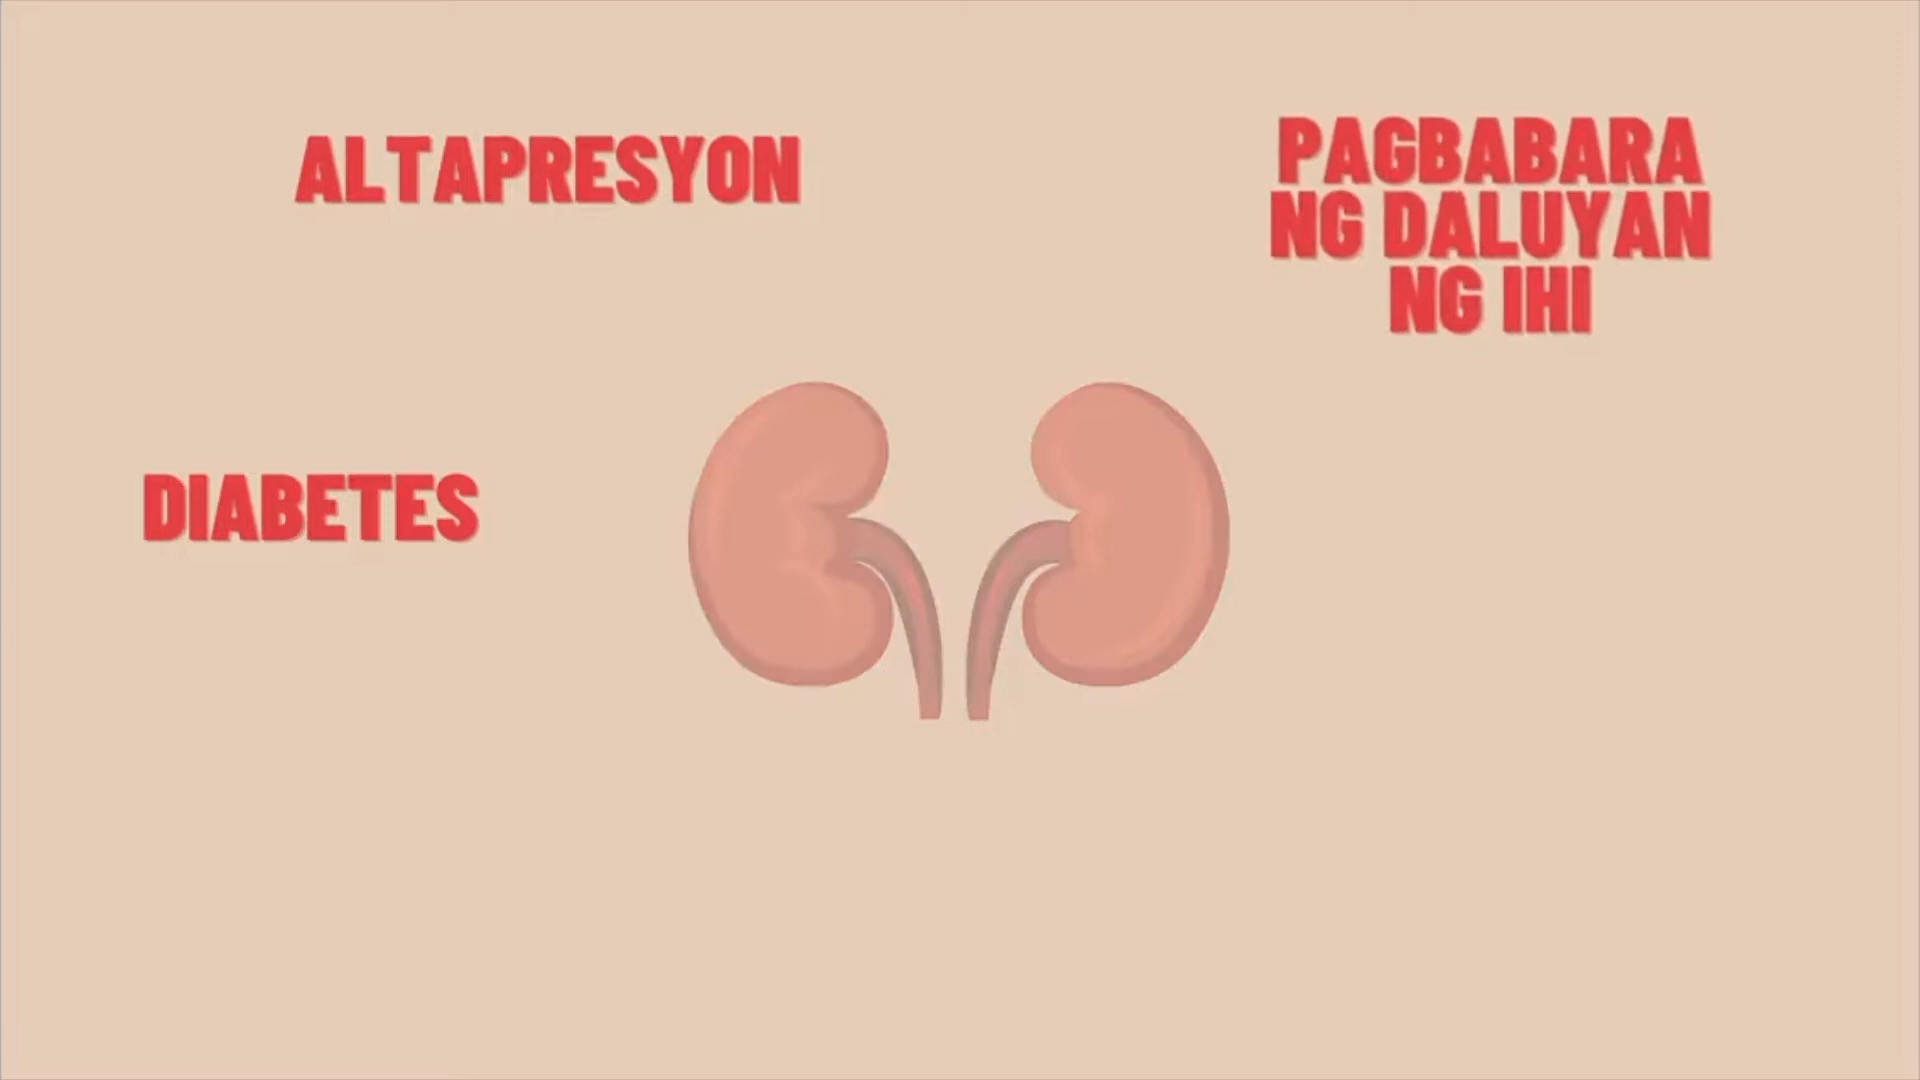 ALTAPRESYON
PAGBABARA
NG DALUYAN
NG IHI
DIABETES